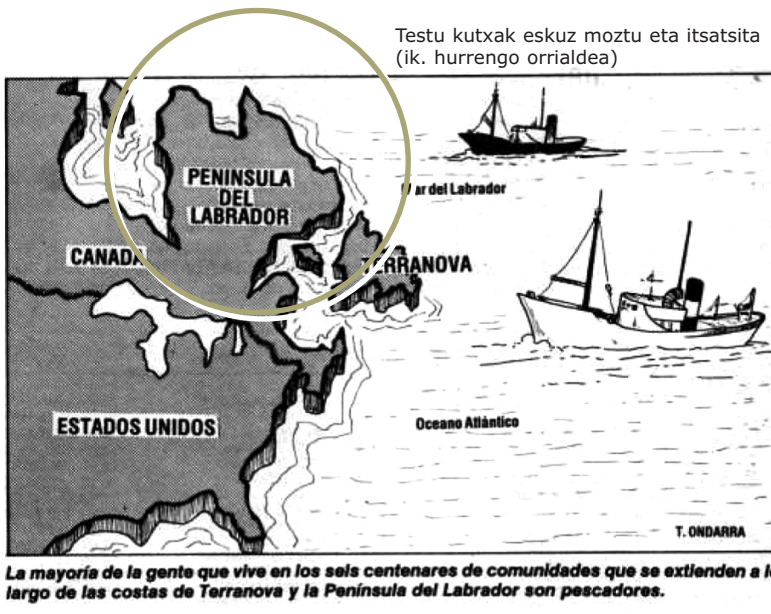 Testu kutxak eskuz moztu eta itsatsita
(ik. hurrengo orrialdea)
PENINSULA
DEL
LABRADOR
ar del Labrador
CANADA
TERRANOVA
ESTADOS UNIDOS
Oceano Atlántico
T. ONDARRA
La mayoría de la gente que vive en los seis centenares de comunidades que se extienden a lo
largo de las costas de Terranova y la Península del Labrador son pescadores.